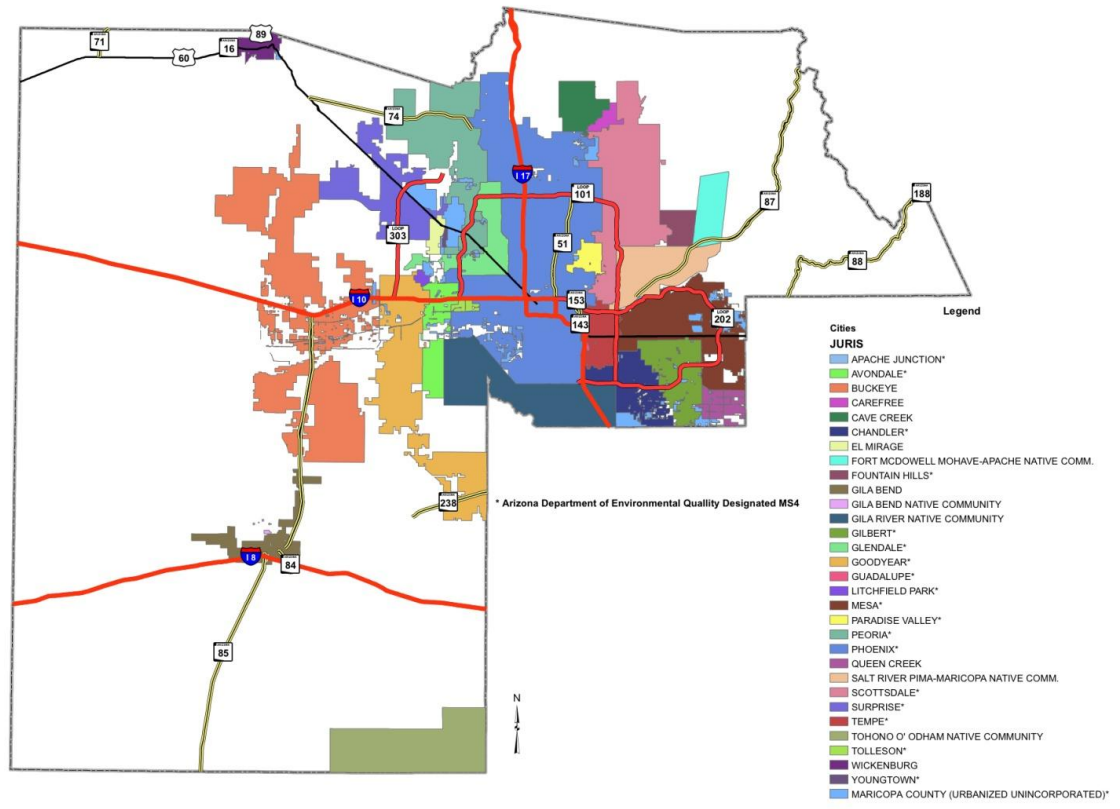 89
71
16
60
74
I 17
188
LOOP
101
87
LOOP
303
51
88
I 10
153
143
LOOP
202
Legend
Cities
JURIS
APACHE JUNCTION*
AVONDALE*
BUCKEYE
CAREFREE
CAVE CREEK
CHANDLER*
EL MIRAGE
FORT MCDOWELL MOHAVE-APACHE NATIVE COMM.
FOUNTAIN HILLS*
GILA BEND
GILA BEND NATIVE COMMUNITY
GILA RIVER NATIVE COMMUNITY
GILBERT*
GLENDALE*
GOODYEAR*
GUADALUPE*
LITCHFIELD PARK*
MESA*
PARADISE VALLEY*
PEORIA*
PHOENIX*
QUEEN CREEK
SALT RIVER PIMA-MARICOPA NATIVE COMM.
SCOTTSDALE*
SURPRISE*
TEMPE*
TOHONO O' ODHAM NATIVE COMMUNITY
TOLLESON*
WICKENBURG
YOUNGTOWN*
MARICOPA COUNTY (URBANIZED UNINCORPORATED)*
238
* Arizona Department of Environmental Quallity Designated MS4
I 8
84
85
N